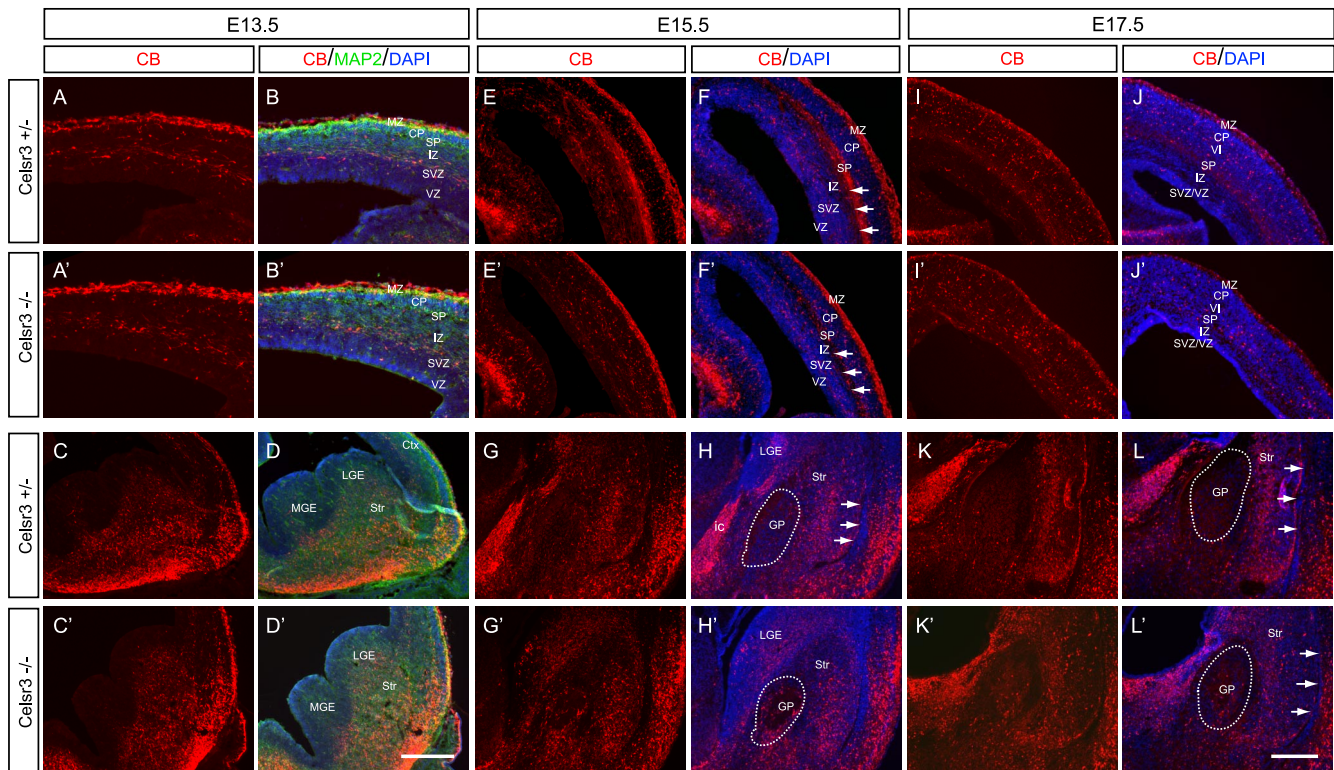 E13.5 E15.5 E17.5
CB CB/MAP2/DAPI CB CB/DAPI CB CB/DAPI
Celsr3 +/-
A B E F I J
MZ
CP
SP
IZ
SVZ
VZ
MZ
CP
SP
IZ
SVZ
VZ
MZ
CP
VI
SP
IZ
SVZ/VZ
Celsr3 -/-
A' B' E' F' I' J'
MZ
CP
SP
IZ
SVZ
VZ
MZ
CP
SP
IZ
SVZ
VZ
MZ
CP
VI
SP
IZ
SVZ/VZ
Celsr3 +/-
C D G H K L
Ctx
LGE
MGE
Str
LGE
Str
ic
GP
Str
GP
Celsr3 -/-
C' D' G' H' K' L'
LGE
Str
MGE
LGE
Str
GP
Str
GP